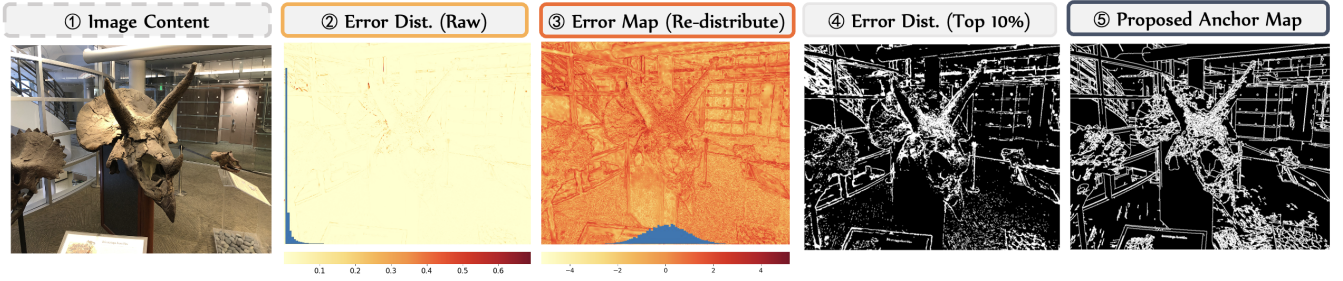 ① Image Content
② Error Dist. (Raw)
③ Error Map (Re-distribute)
④ Error Dist. (Top 10%)
⑤ Proposed Anchor Map
0.1 0.2 0.3 0.4 0.5 0.6
−4 −2 0 2 4